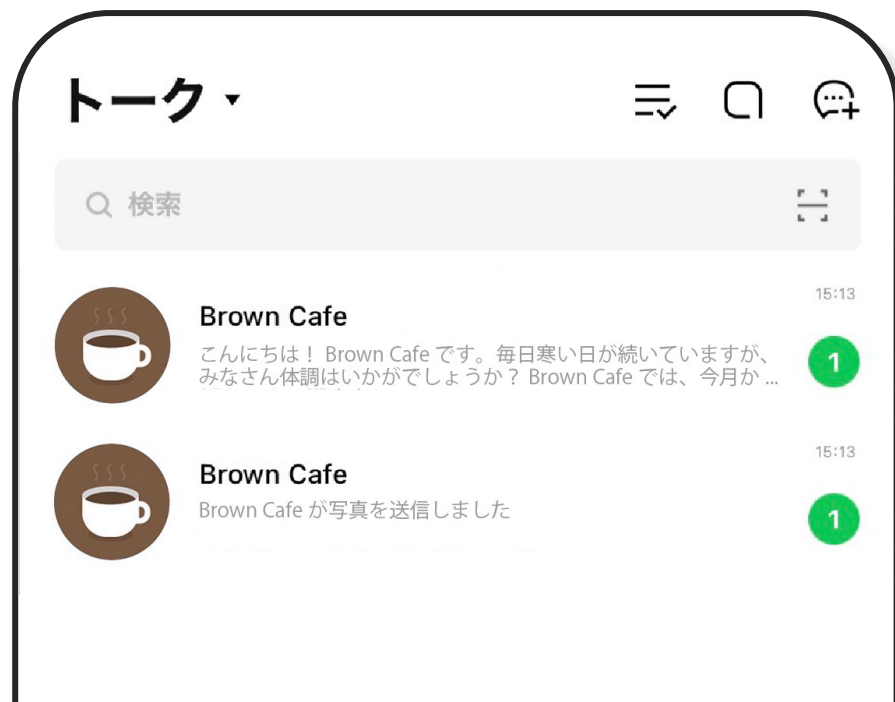 トーク
検索
15:13
Brown Cafe
こんにちは！ Brown Cafe です。毎日寒い日が続いていますが、
みなさん体調はいかがでしょうか？ Brown Cafe では、今月か ...
1
15:13
Brown Cafe
Brown Cafe が写真を送信しました
1